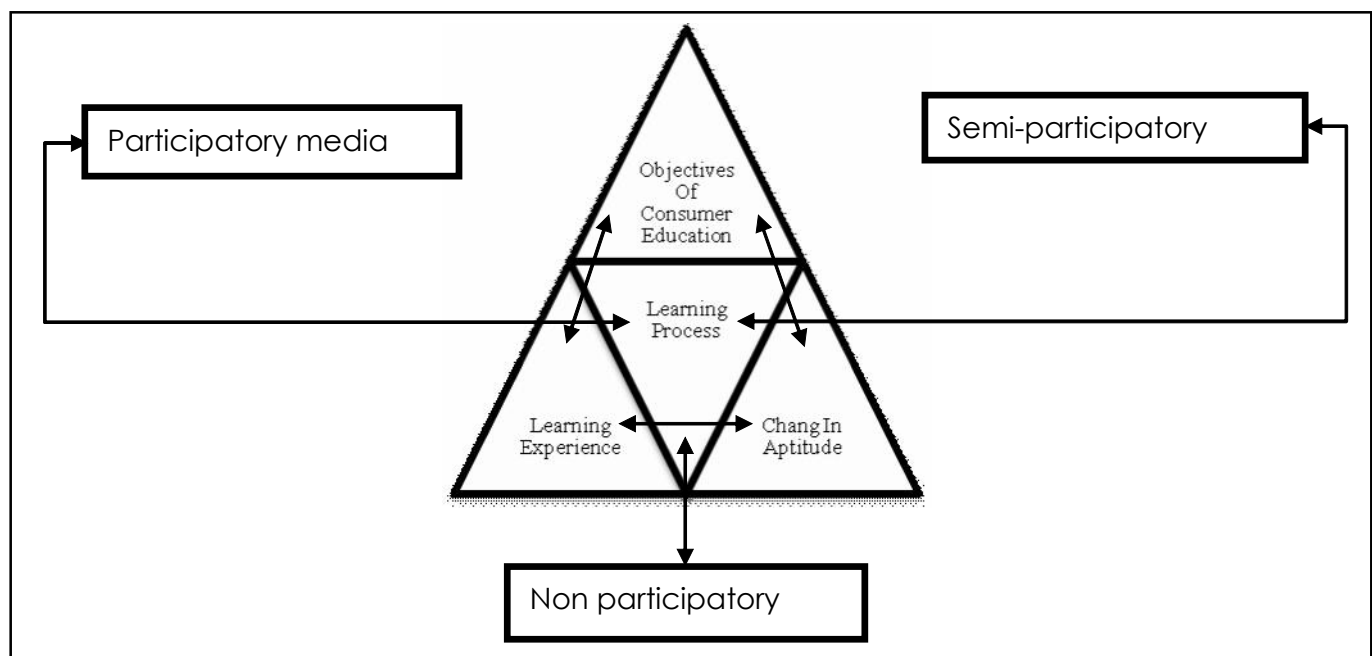 Participatory media
Semi-participatory
Objectives
Of
Consumer
Education
Learning
Process
Learning
Experience
Chang In
Aptitude
Non participatory